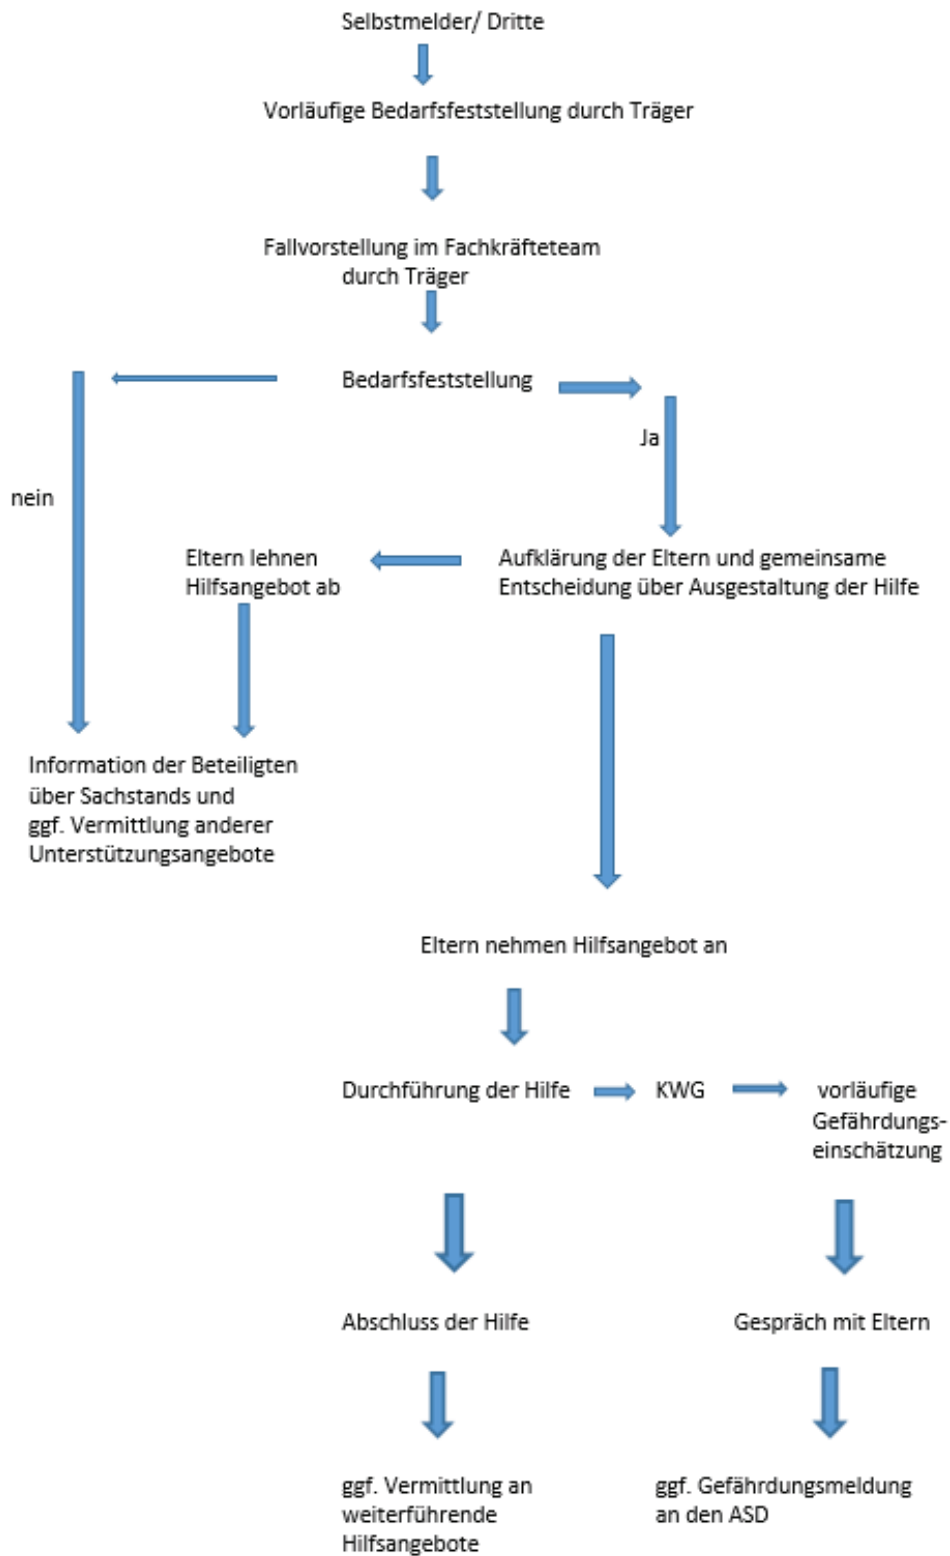 Selbstmelder/ Dritte
Vorläufige Bedarfsfeststellung durch Träger
Fallvorstellung im Fachkräfteteam
durch Träger
Bedarfsfeststellung
Ja
nein
Eltern lehnen
Hilfsangebot ab
Aufklärung der Eltern und gemeinsame
Entscheidung über Ausgestaltung der Hilfe
Information der Beteiligten
über Sachstands und
ggf. Vermittlung anderer
Unterstützungsangebote
Eltern nehmen Hilfsangebot an
Durchführung der Hilfe
KWG
vorläufige
Gefährdungs-
einschätzung
Abschluss der Hilfe
Gespräch mit Eltern
ggf. Vermittlung an
weiterführende
Hilfsangebote
ggf. Gefährdungsmeldung
an den ASD